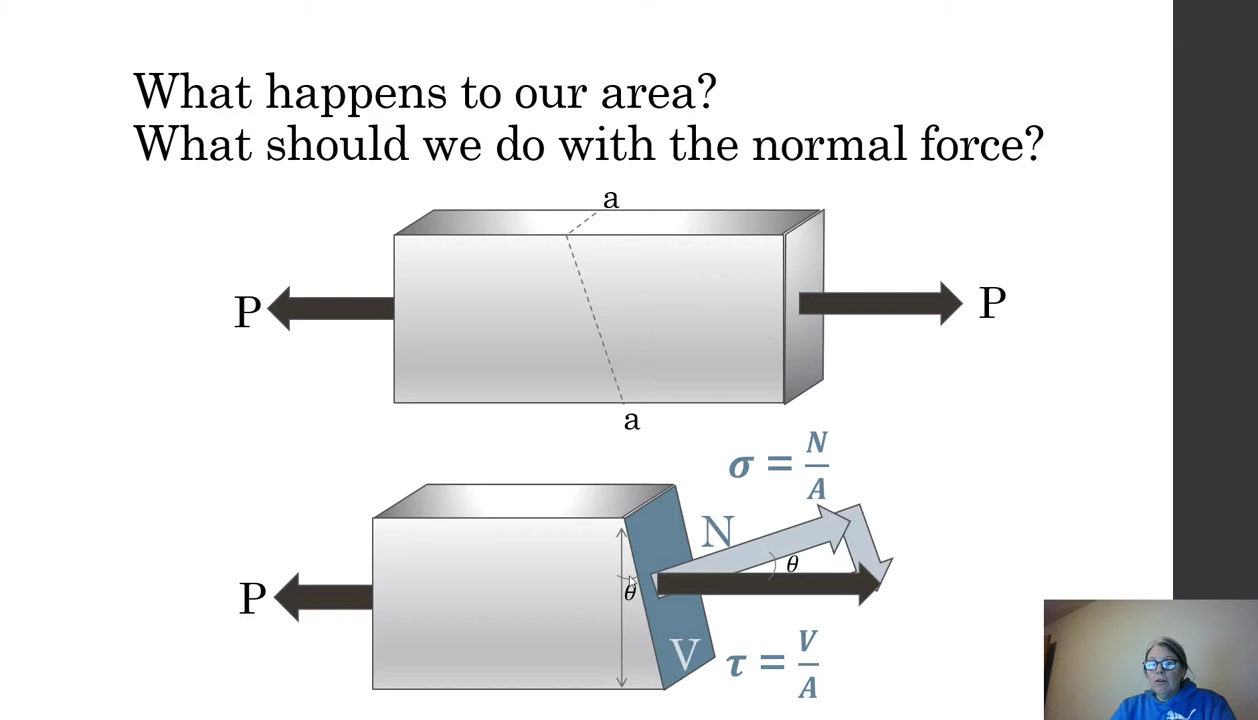 What happens to our area?
What should we do with the normal force?
a
P
P
a
σ = N/A
N
θ
P
θ
V
τ = V/A